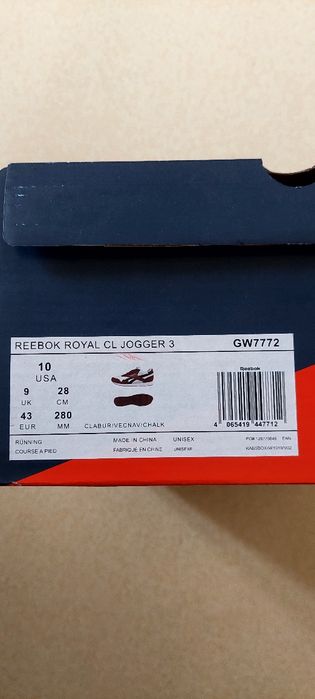 REEBOK ROYAL CL JOGGER 3 GW7772
10
USA
9 28
UK CM
43 280
EUR MM
CLABUR/VECNAV/CHALK
Reebok
4 065419 447712
RUNNING MADE IN CHINA UNISEX
COURSE A PIED FABRIQUE EN CHINE UNISEXE